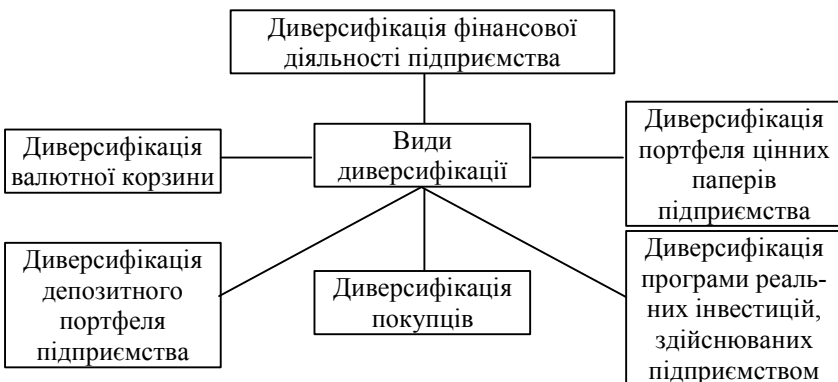 Диверсифікація фінансової
діяльності підприємства
Диверсифікація
валютної корзини
Види
диверсифікації
Диверсифікація
портфеля цінних
паперів
підприємства
Диверсифікація
депозитного
портфеля
підприємства
Диверсифікація
покупців
Диверсифікація
програми реаль-
них інвестицій,
здійснюваних
підприємством